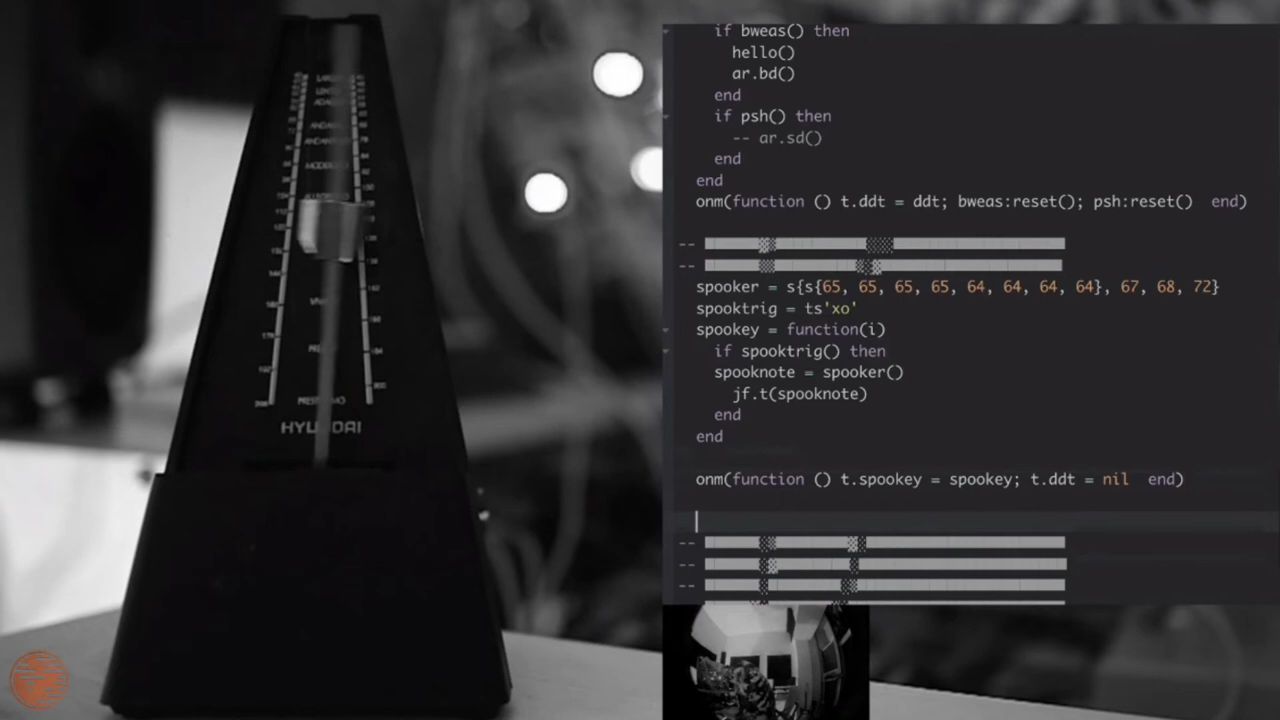 HYUNDAI
if bweas() then
hello()
ar.bd()
end
if psh() then
-- ar.sd()
end
end
onm(function () t.ddt = ddt; bweas:reset(); psh:reset()  end)
--
--
spooker = s{s{65, 65, 65, 65, 64, 64, 64, 64}, 67, 68, 72}
spooktrig = ts'xo'
spookey = function(i)
if spooktrig() then
spooknote = spooker()
jf.t(spooknote)
end
end
onm(function () t.spookey = spookey; t.ddt = nil  end)
--
--
--